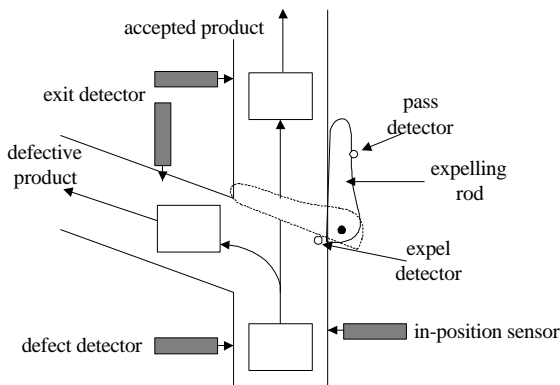 accepted product
exit detector
pass
detector
defective
product
expelling
rod
expel
detector
defect detector
in-position sensor